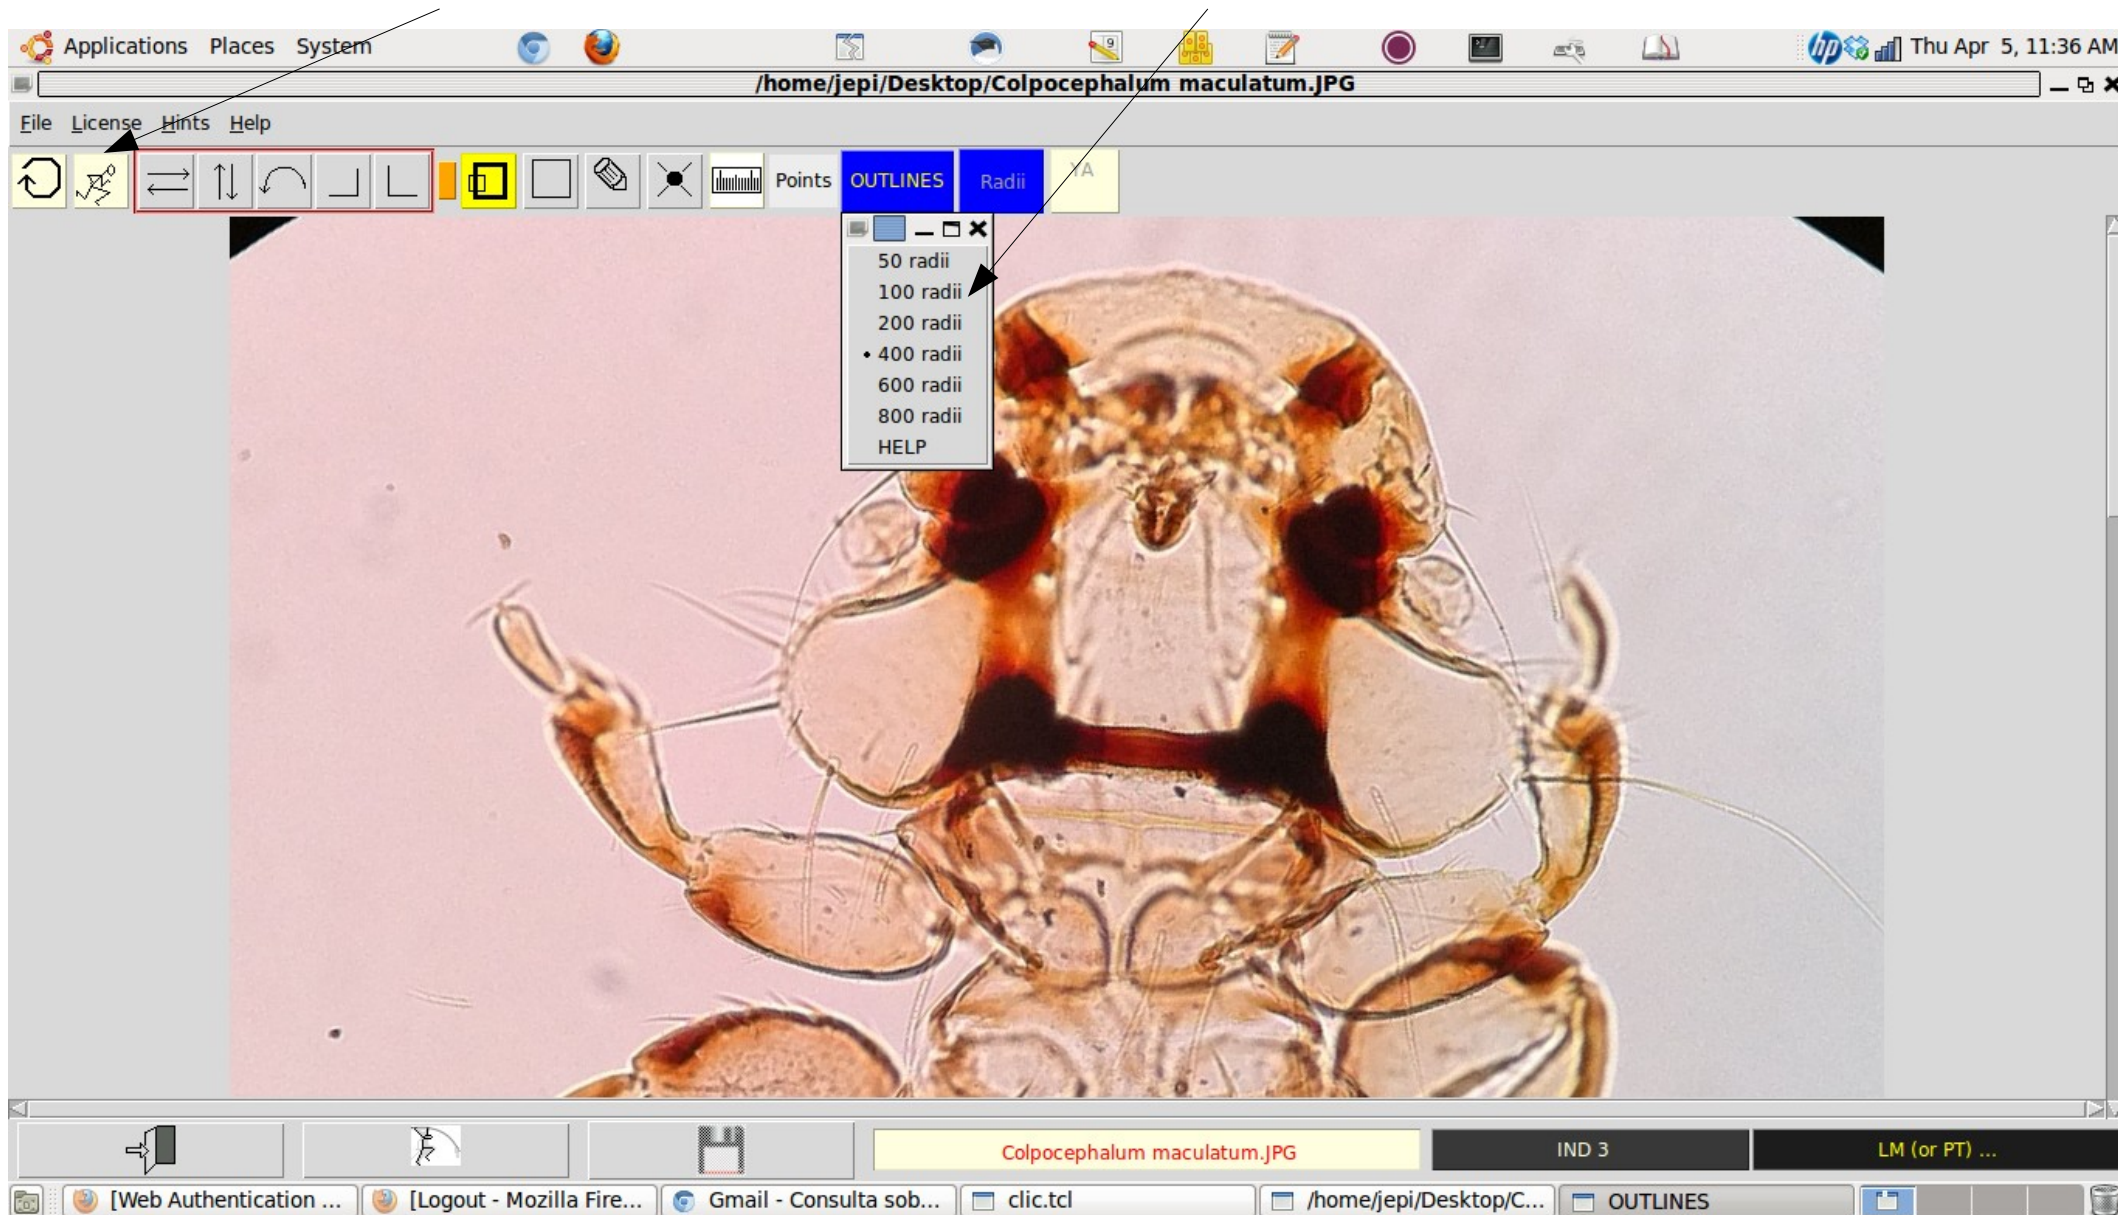 Applications Places System
9
hp
Thu Apr 5, 11:36 AM
/home/jepi/Desktop/Colpocephalum maculatum.JPG
File License Hints Help
Points
OUTLINES
Radii
YA
50 radii
100 radii
200 radii
400 radii
600 radii
800 radii
HELP
Colpocephalum maculatum.JPG
IND 3
LM (or PT) ...
[Web Authentication ...
[Logout - Mozilla Fire...
Gmail - Consulta sob...
clic.tcl
/home/jepi/Desktop/C...
OUTLINES